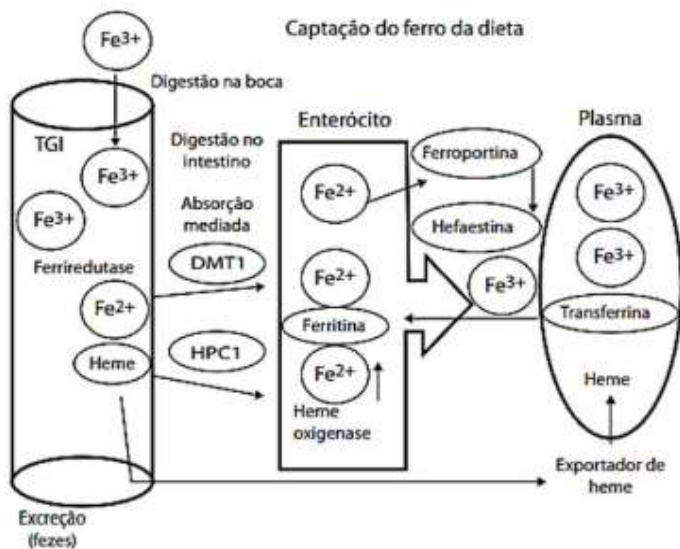 Captação do ferro da dieta
Fe3+
Digestão na boca
TGI
Fe3+
Fe3+
Ferriredutase
Fe2+
Heme
Excreção
(fezes)
Digestão no
intestino
Absorção
mediada
DMT1
HPC1
Enterócito
Fe2+
Fe2+
Ferritina
Fe2+
Heme
oxigenase
Ferroportina
Hefaestina
Fe3+
Plasma
Fe3+
Fe3+
Transferrina
Heme
Exportador de
heme